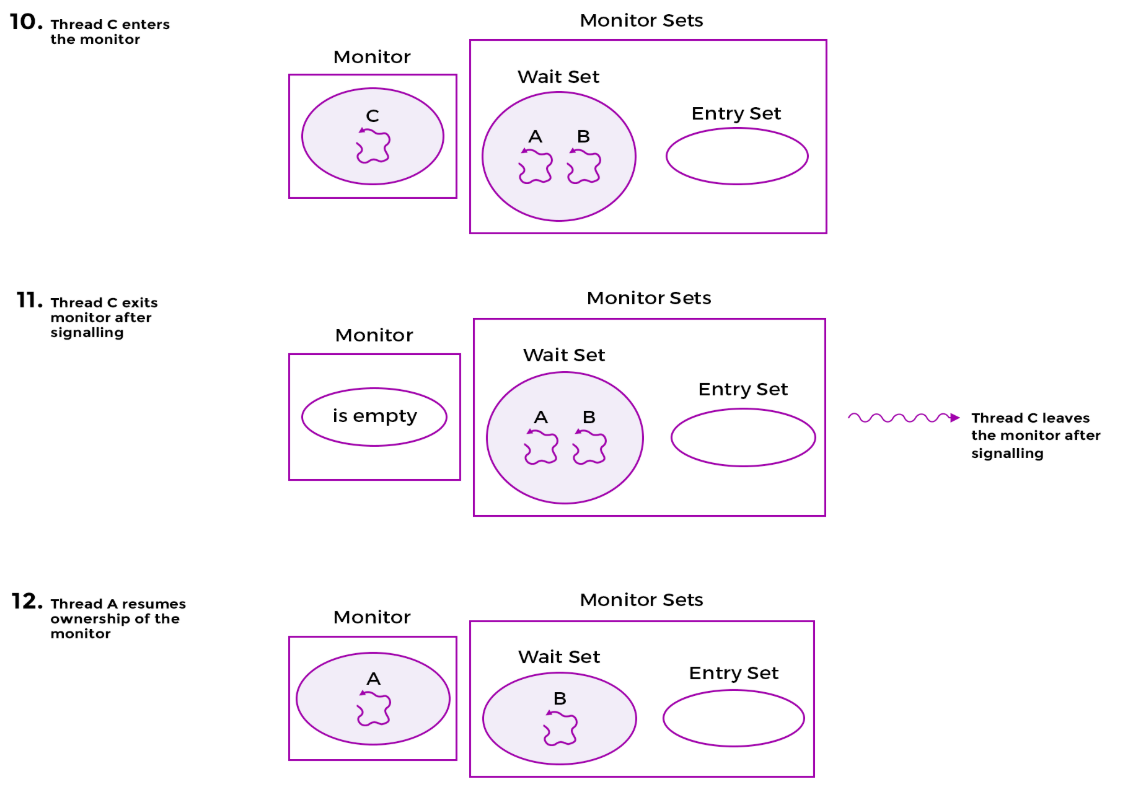 10. Thread C enters
the monitor
Monitor Sets
Monitor
Wait Set
C
Entry Set
A B
11. Thread C exits
monitor after
signalling
Monitor Sets
Monitor
Wait Set
Entry Set
is empty
A B
Thread C leaves
the monitor after
signalling
12. Thread A resumes
ownership of the
monitor
Monitor Sets
Monitor
Wait Set
Entry Set
A
B